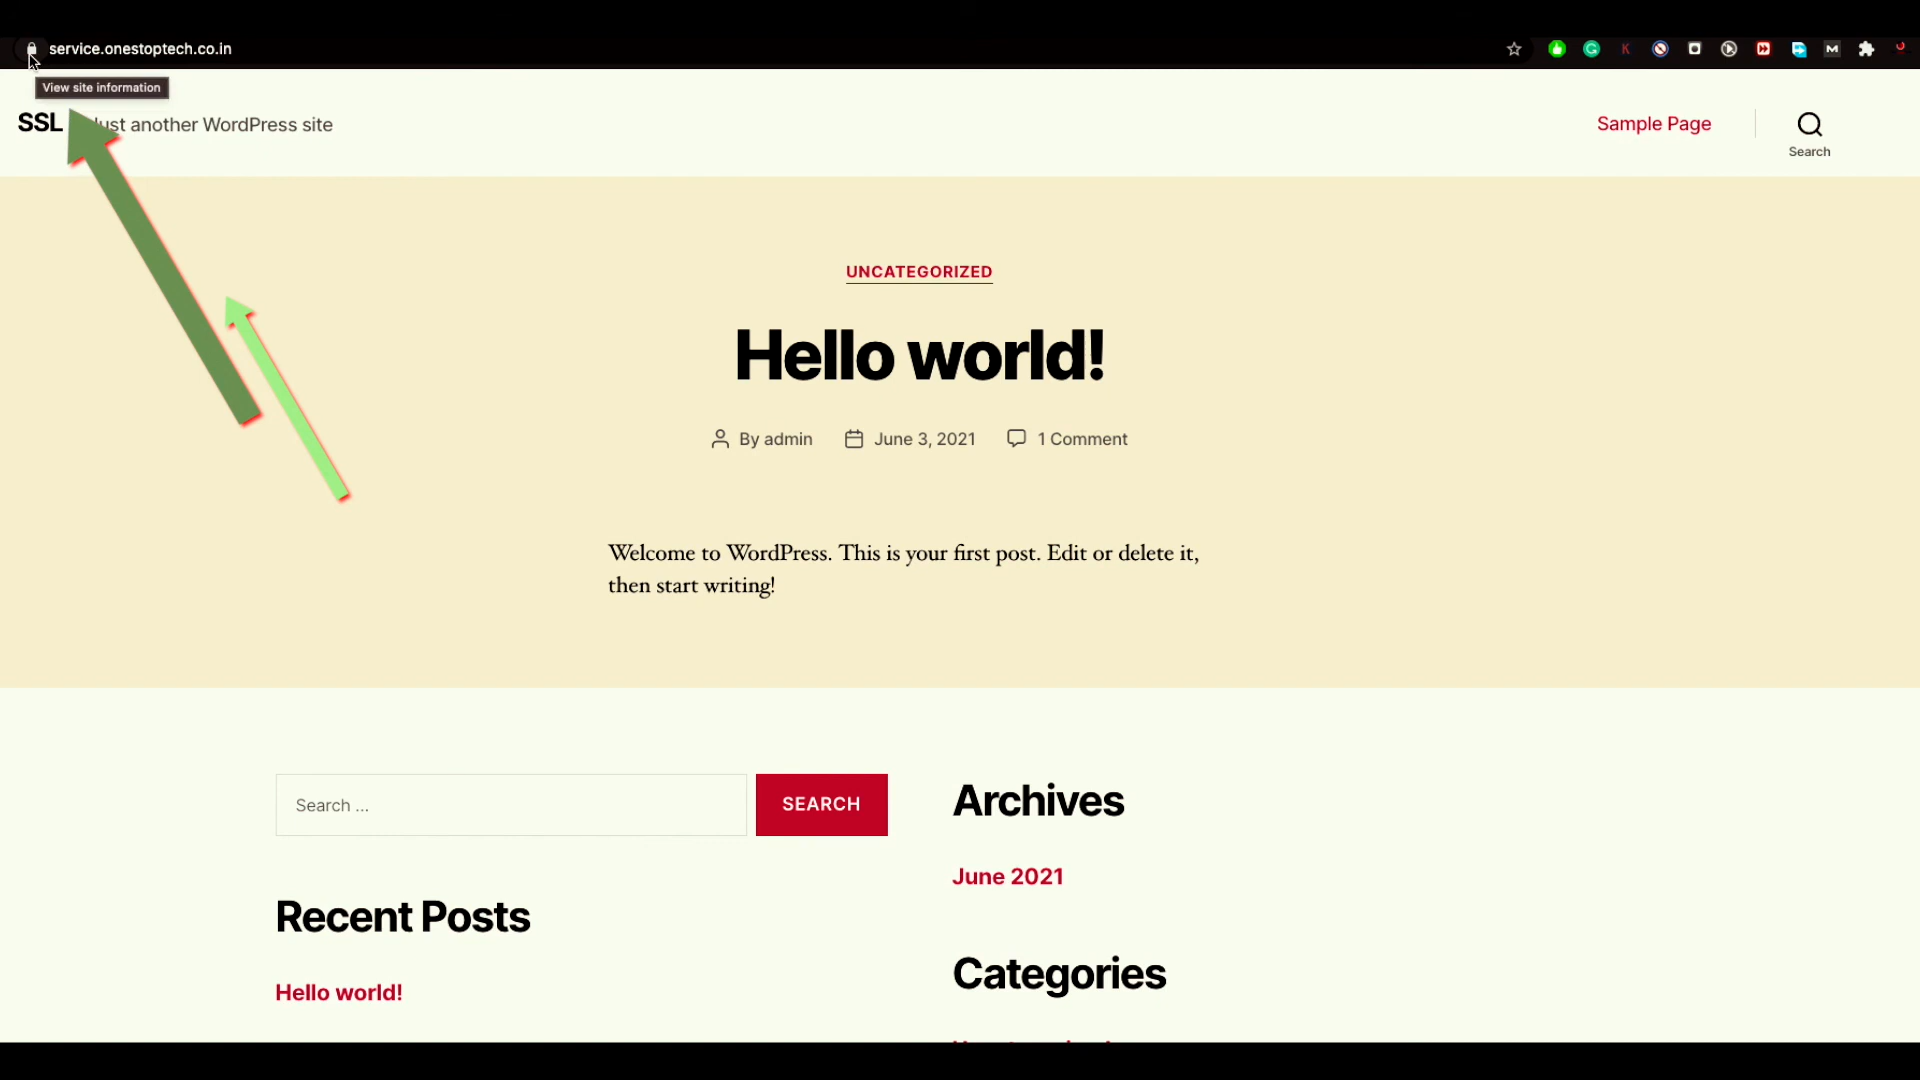 service.onestoptech.co.in
View site information
SSL
Just another WordPress site
Sample Page
Search
UNCATEGORIZED
Hello world!
By admin
June 3, 2021
1 Comment
Welcome to WordPress. This is your first post. Edit or delete it,
then start writing!
Search …
SEARCH
Archives
June 2021
Recent Posts
Categories
Hello world!